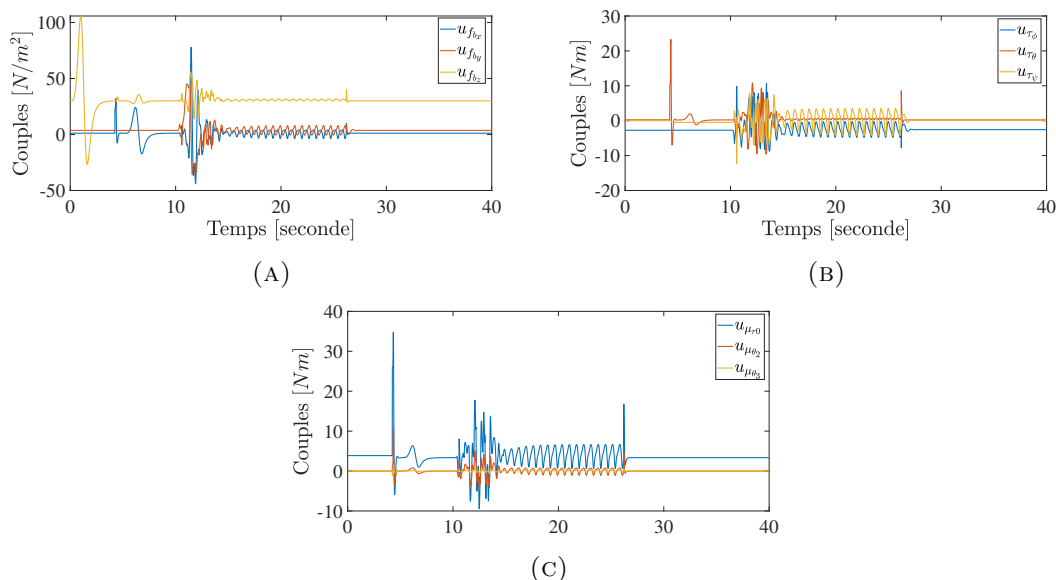 Couples [N/m²]
100
50
0
-50
0 10 20 30 40
Temps [seconde]
u_{f_{bx}}
u_{f_{by}}
u_{f_{bz}}
(A)
Couples [Nm]
30
20
10
0
-10
-20
0 10 20 30 40
Temps [seconde]
u_{τ_ϕ}
u_{τ_θ}
u_{τ_ψ}
(B)
Couples [Nm]
40
30
20
10
0
-10
0 10 20 30 40
u_{μ_{r0}}
u_{μ_{θ_2}}
u_{μ_{θ_3}}
(C)